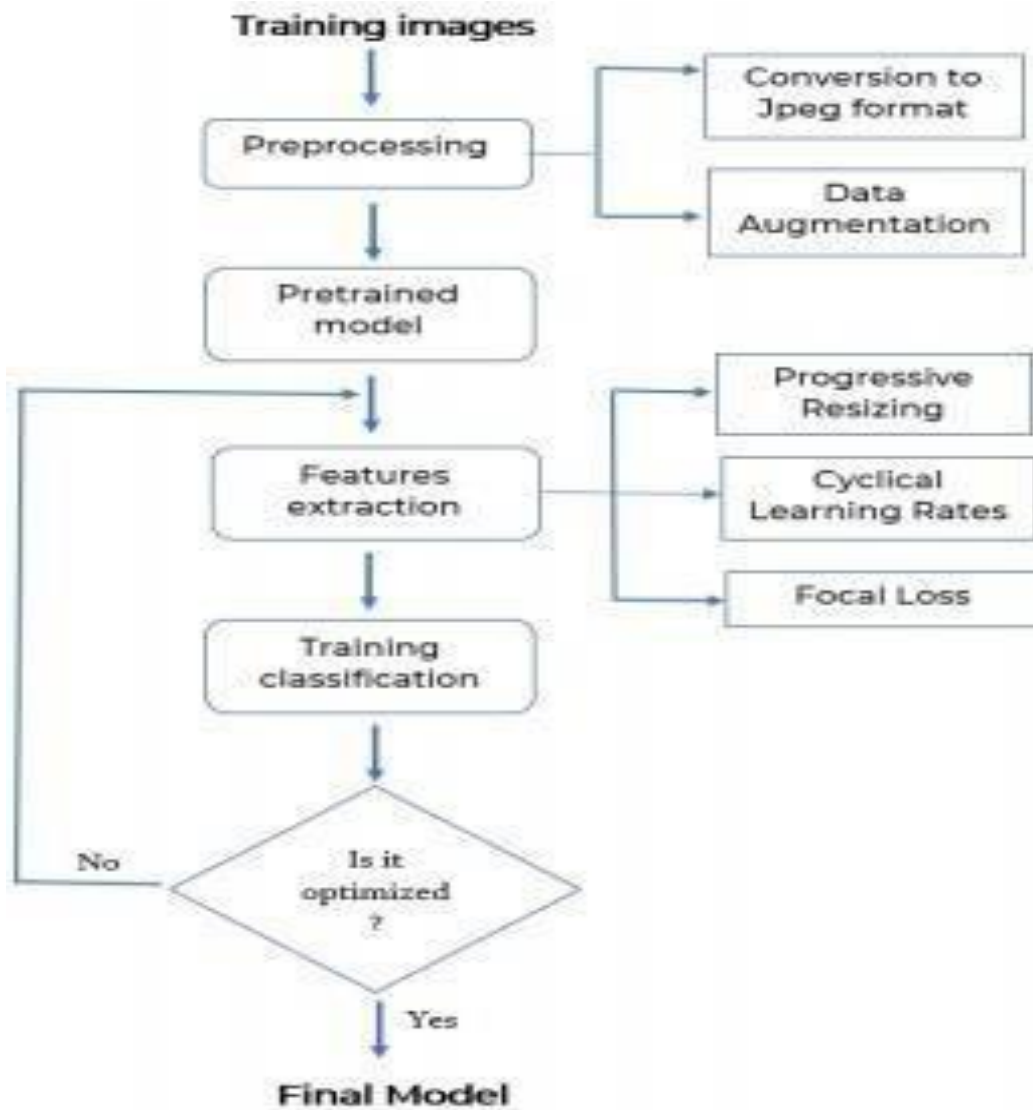 Training images
Conversion to
Jpeg format
Preprocessing
Data
Augmentation
Pretrained
model
Progressive
Resizing
Features
extraction
Cyclical
Learning Rates
Focal Loss
Training
classification
No
Is it
optimized
?
Yes
Final Model